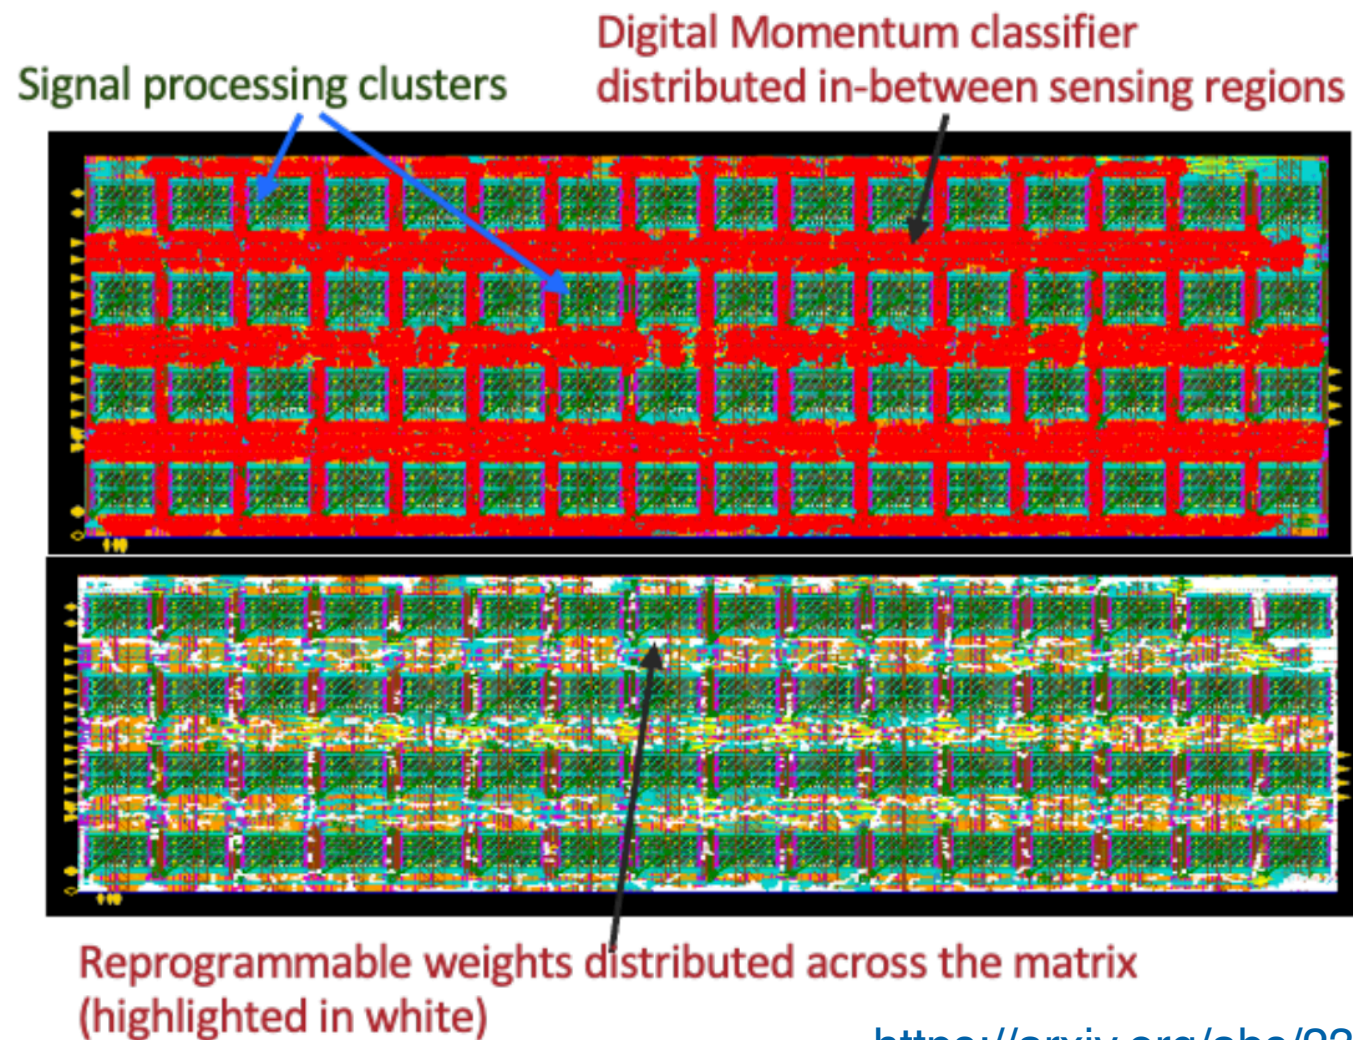 Digital Momentum classifier
distributed in-between sensing regions
Signal processing clusters
Reprogrammable weights distributed across the matrix
(highlighted in white)